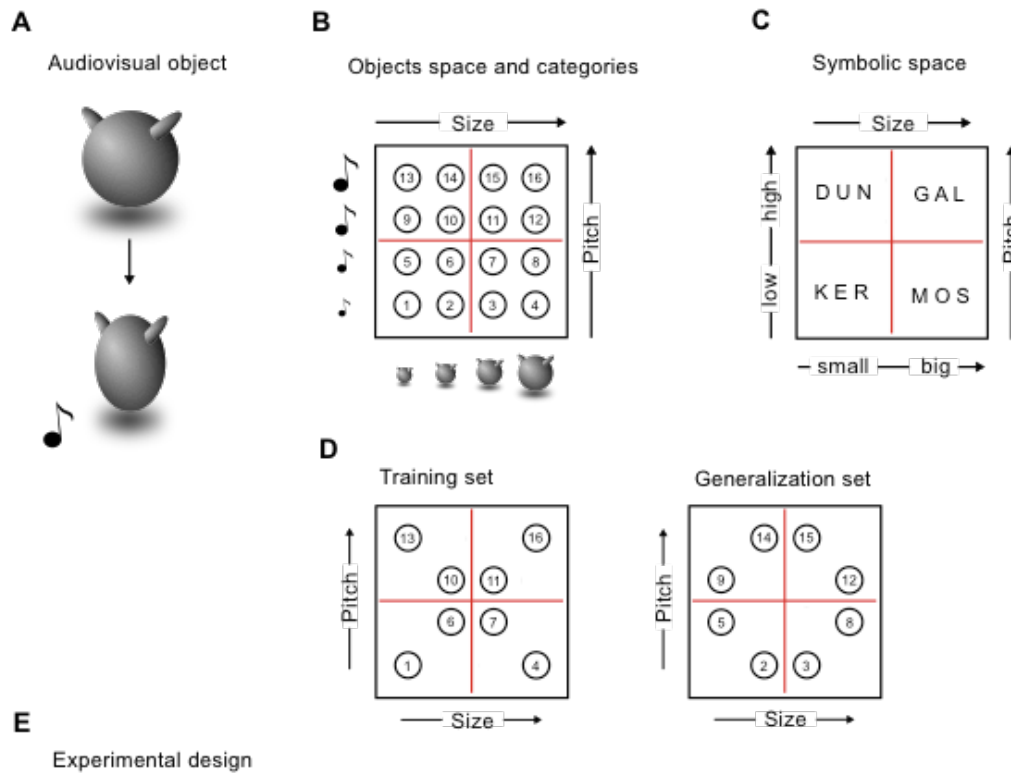 A
Audiovisual object
B
Objects space and categories
Size
13 14 15 16
9 10 11 12
5 6 7 8
1 2 3 4
Pitch
C
Symbolic space
Size
high
low
DUN GAL
KER MOS
Pitch
small big
D
Training set
Pitch
13 16
10 11
6 7
1 4
Size
Generalization set
Pitch
14 15
9 12
5 8
2 3
Size
E
Experimental design